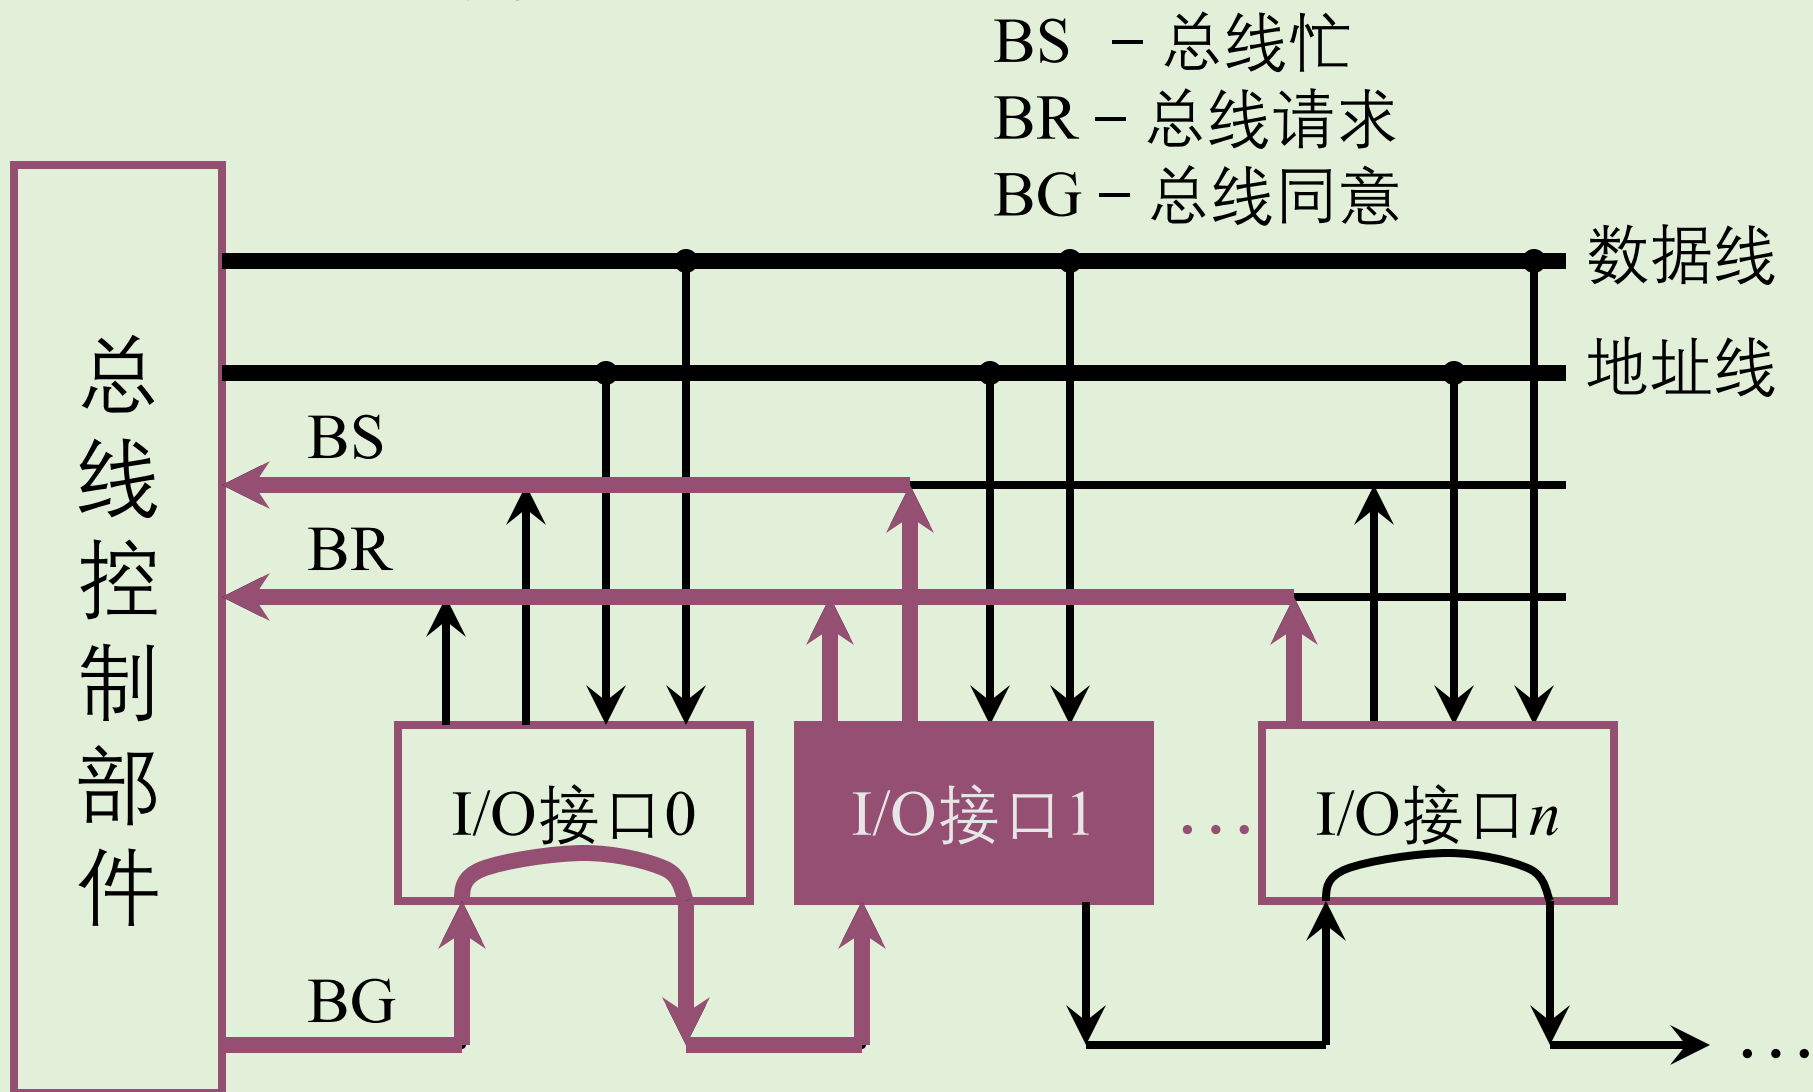 BS – 总线忙
BR – 总线请求
BG – 总线同意
数据线
地址线
总线控制部件
BS
BR
I/O接口0
I/O接口1
…
I/O接口n
BG
…